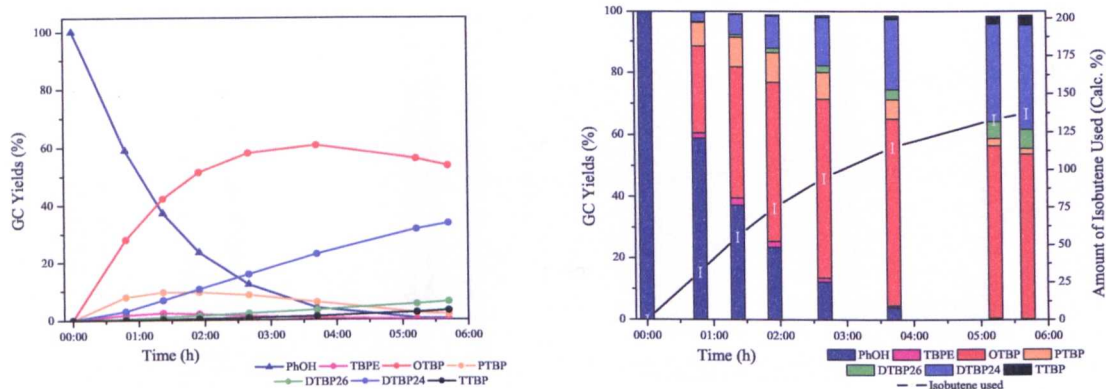 GC Yields (%)
100
80
60
40
20
0
00:00 01:00 02:00 03:00 04:00 05:00 06:00
Time (h)
PhOH TBPE OTBP PTBP
DTBP26 DTBP24 TTBP
GC Yields (%)
100
80
60
40
20
0
200
175
150
125
100
75
50
25
0
Amount of Isobutene Used (Calc. %)
00:00 01:00 02:00 03:00 04:00 05:00 06:00
Time (h)
PhOH TBPE OTBP PTBP
DTBP26 DTBP24 TTBP
Isobutene used